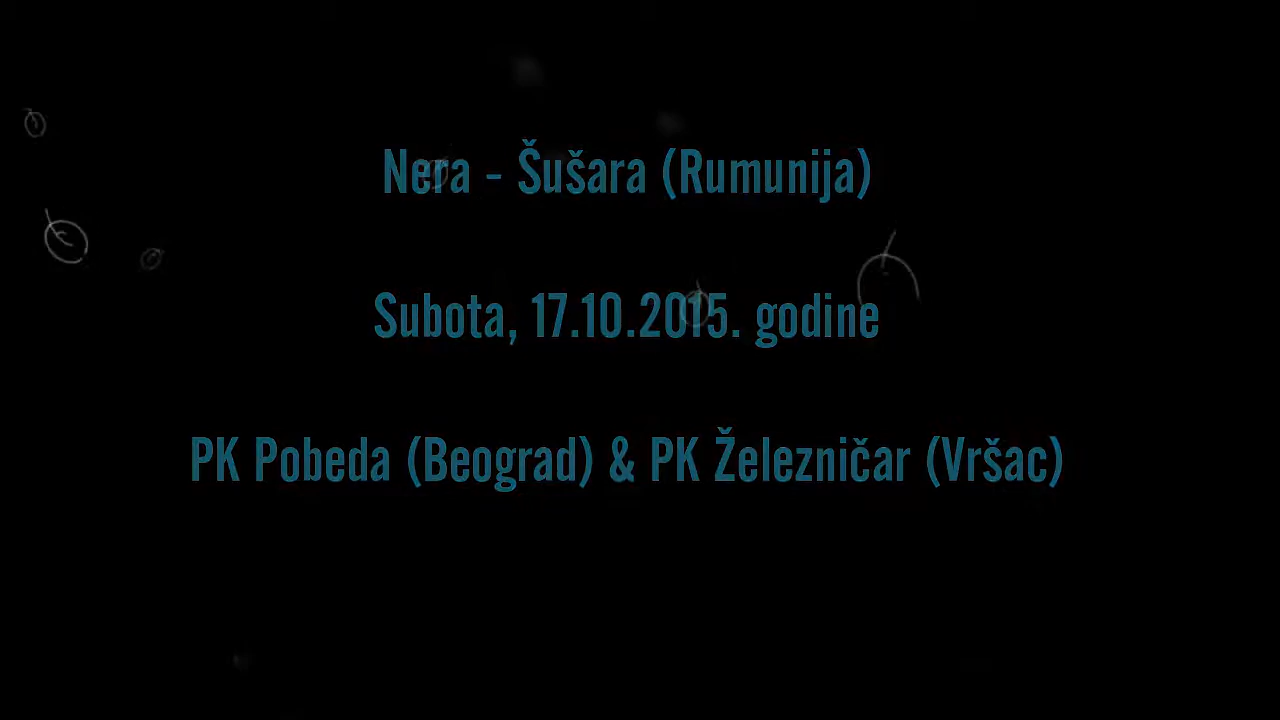 Nera - Šušara (Rumunija)
Subota, 17.10.2015. godine
PK Pobeda (Beograd) & PK Železničar (Vršac)